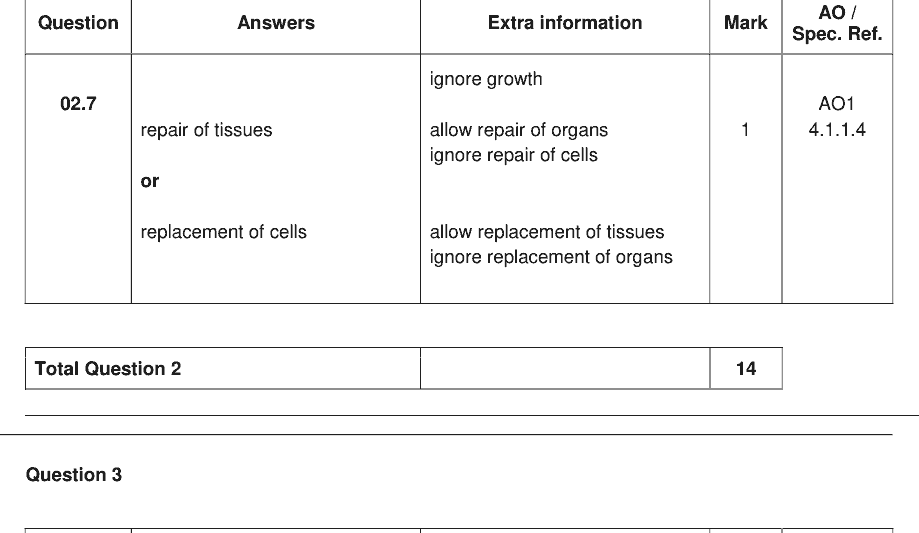 Question Answers Extra information Mark AO / Spec. Ref.
ignore growth
02.7 AO1
repair of tissues allow repair of organs 1 4.1.1.4
ignore repair of cells
or
replacement of cells allow replacement of tissues
ignore replacement of organs
Total Question 2 14
Question 3